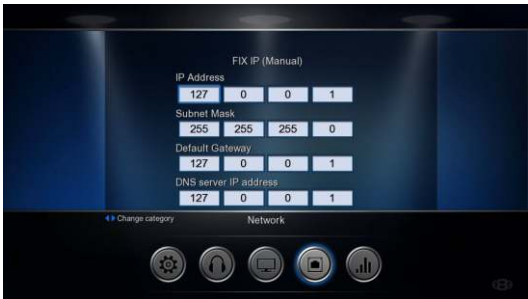 FIX IP (Manual)
IP Address
127 0 0 1
Subnet Mask
255 255 255 0
Default Gateway
127 0 0 1
DNS server IP address
127 0 0 1
Change category
Network